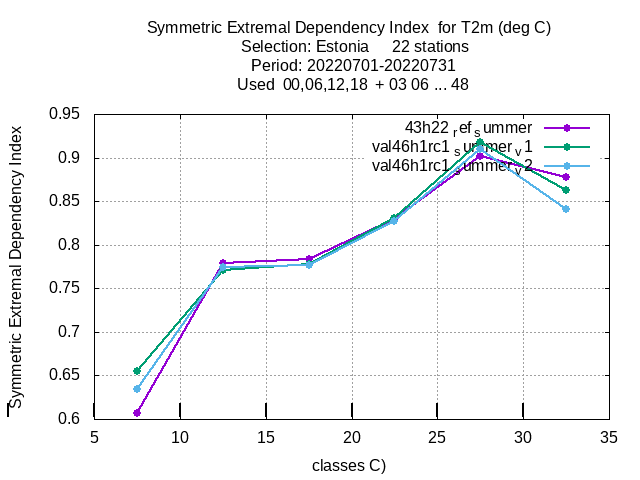 Symmetric Extremal Dependency Index  for T2m (deg C)
Selection: Estonia     22 stations
Period: 20220701-20220731
Used  00,06,12,18  + 03 06 ... 48
0.95
0.9
0.85
0.8
0.75
0.7
0.65
0.6
5 10 15 20 25 30 35
Symmetric Extremal Dependency Index
classes C)
43h22 ref summer
val46h1rc1 summer v1
val46h1rc1 summer v2